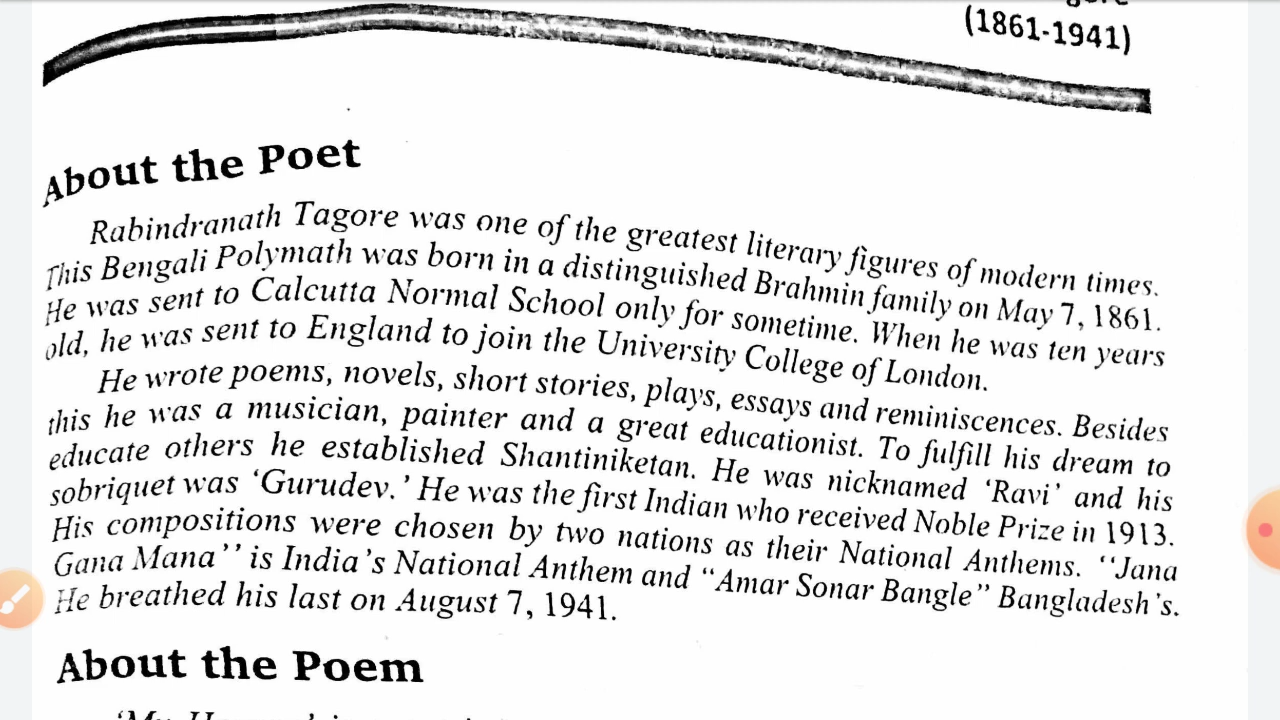 (1861-1941)
About the Poet
Rabindranath Tagore was one of the greatest literary figures of modern times.
This Bengali Polymath was born in a distinguished Brahmin family on May 7, 1861.
He was sent to Calcutta Normal School only for sometime. When he was ten years
old, he was sent to England to join the University College of London.
He wrote poems, novels, short stories, plays, essays and reminiscences. Besides
this he was a musician, painter and a great educationist. To fulfill his dream to
educate others he established Shantiniketan. He was nicknamed ‘Ravi’ and his
sobriquet was ‘Gurudev.’ He was the first Indian who received Noble Prize in 1913.
His compositions were chosen by two nations as their National Anthems. ‘‘Jana
Gana Mana’’ is India’s National Anthem and “Amar Sonar Bangle” Bangladesh’s.
He breathed his last on August 7, 1941.
About the Poem